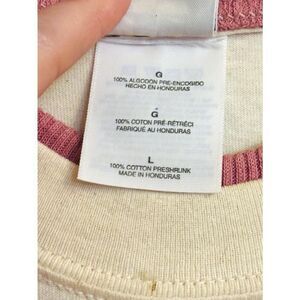 G
100% ALGODON PRE-ENCOGIDO
HECHO EN HONDURAS
G
100% COTON PRÉ-RÉTRÉCI
FABRIQUÉ AU HONDURAS
L
100% COTTON PRESHRINK
MADE IN HONDURAS